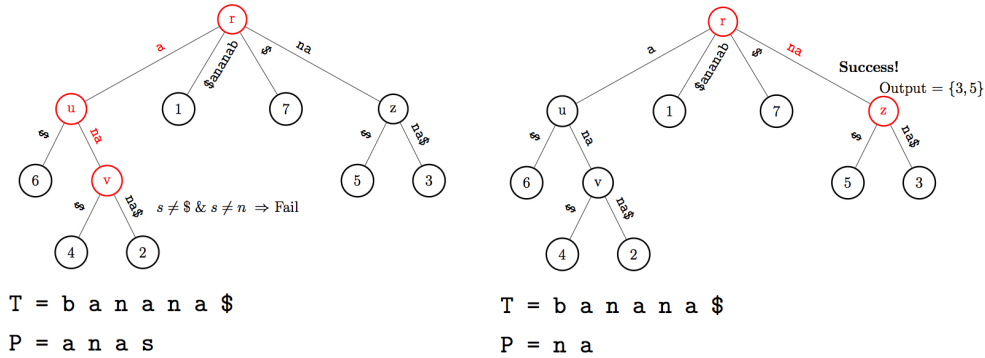 r
a
$ananab
$
na
u
1
7
z
$
na
$
na$
6
v
5
3
s ≠ $ & s ≠ n ⇒ Fail
$
na$
4
2
T = b a n a n a $
P = a n a s
r
a
$ananab
$
na
Success!
Output = {3, 5}
u
1
7
z
$
na
$
na$
6
v
5
3
$
na$
4
2
T = b a n a n a $
P = n a